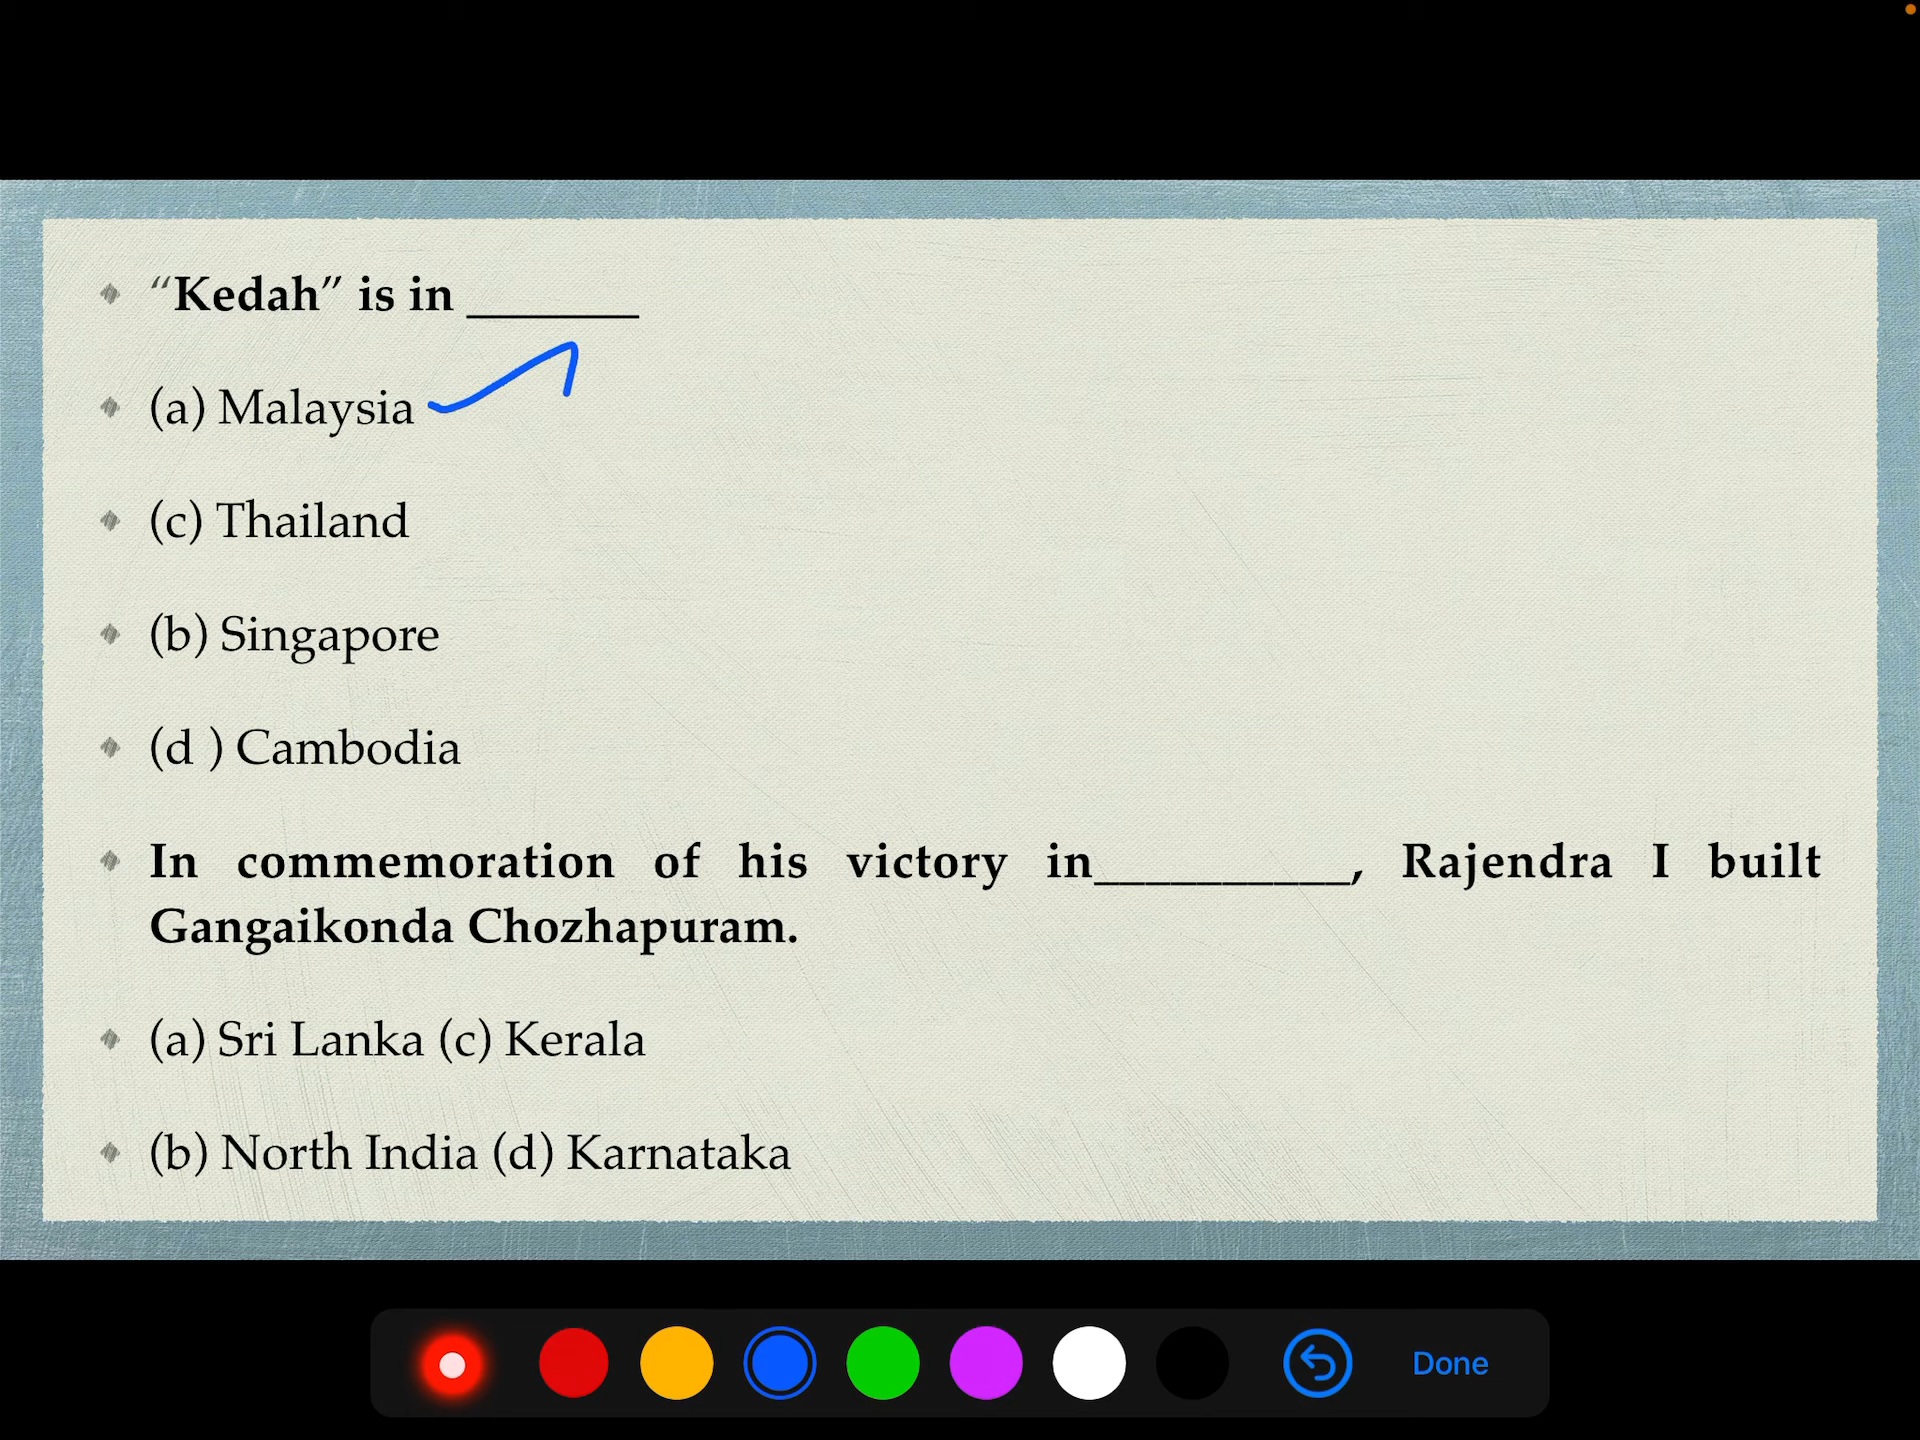 “Kedah” is in _______
(a) Malaysia
(c) Thailand
(b) Singapore
(d ) Cambodia
In commemoration of his victory in__________, Rajendra I built
Gangaikonda Chozhapuram.
(a) Sri Lanka (c) Kerala
(b) North India (d) Karnataka
Done